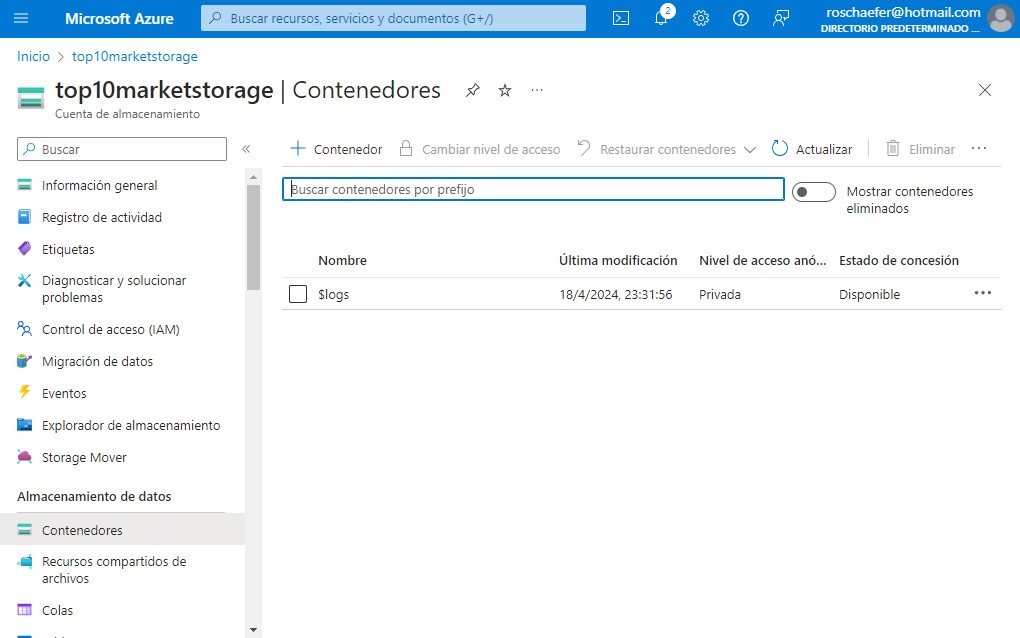 Microsoft Azure
Buscar recursos, servicios y documentos (G+/)
2
roschaefer@hotmail.com
DIRECTORIO PREDETERMINADO ...
Inicio > top10marketstorage
top10marketstorage | Contenedores
Cuenta de almacenamiento
Buscar
Información general
Registro de actividad
Etiquetas
Diagnosticar y solucionar
problemas
Control de acceso (IAM)
Migración de datos
Eventos
Explorador de almacenamiento
Storage Mover
Almacenamiento de datos
Contenedores
Recursos compartidos de
archivos
Colas
Contenedor
Cambiar nivel de acceso
Restaurar contenedores
Actualizar
Eliminar
Buscar contenedores por prefijo
Mostrar contenedores
eliminados
Nombre Última modificación Nivel de acceso anó... Estado de concesión
$logs 18/4/2024, 23:31:56 Privada Disponible